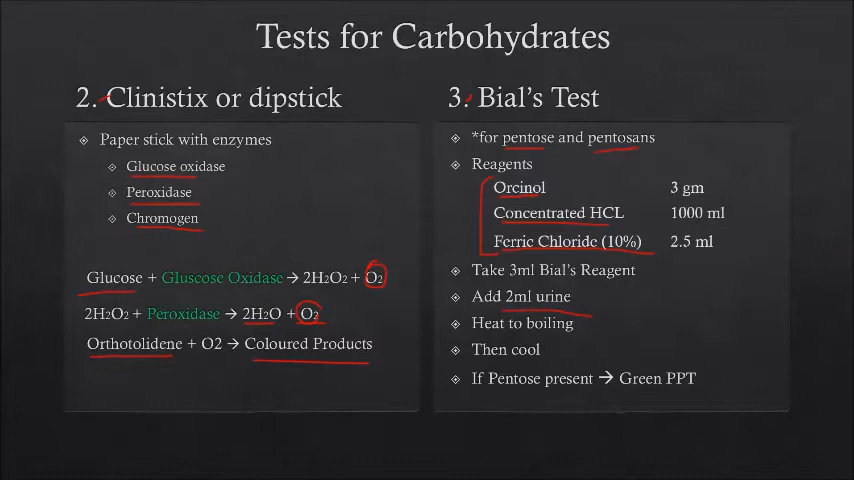 Tests for Carbohydrates
2. Clinistix or dipstick
Paper stick with enzymes
Glucose oxidase
Peroxidase
Chromogen
Glucose + Gluscose Oxidase → 2H2O2 + O2
2H2O2 + Peroxidase → 2H2O + O2
Orthotolidene + O2 → Coloured Products
3. Bial's Test
*for pentose and pentosans
Reagents
Orcinol 3 gm
Concentrated HCL 1000 ml
Ferric Chloride (10%) 2.5 ml
Take 3ml Bial's Reagent
Add 2ml urine
Heat to boiling
Then cool
If Pentose present → Green PPT